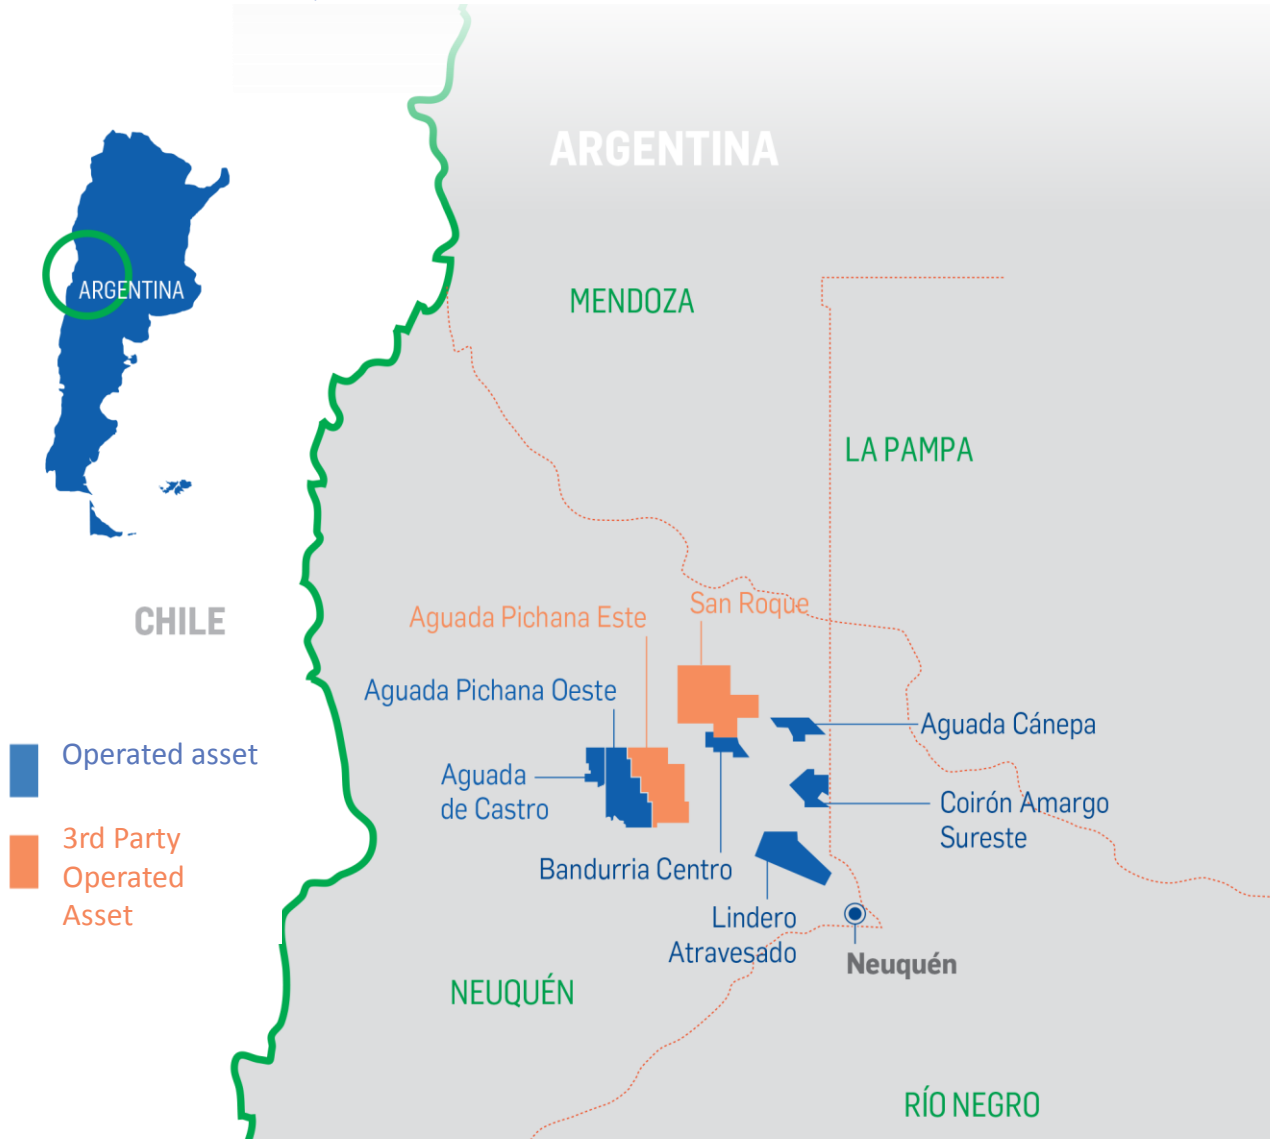 ARGENTINA
ARGENTINA
MENDOZA
LA PAMPA
CHILE
San Roque
Aguada Pichana Este
Aguada Pichana Oeste
Aguada Cánepa
Operated asset
Aguada
de Castro
Coirón Amargo
Sureste
3rd Party
Operated
Asset
Bandurria Centro
Lindero
Atravesado
Neuquén
NEUQUÉN
RÍO NEGRO